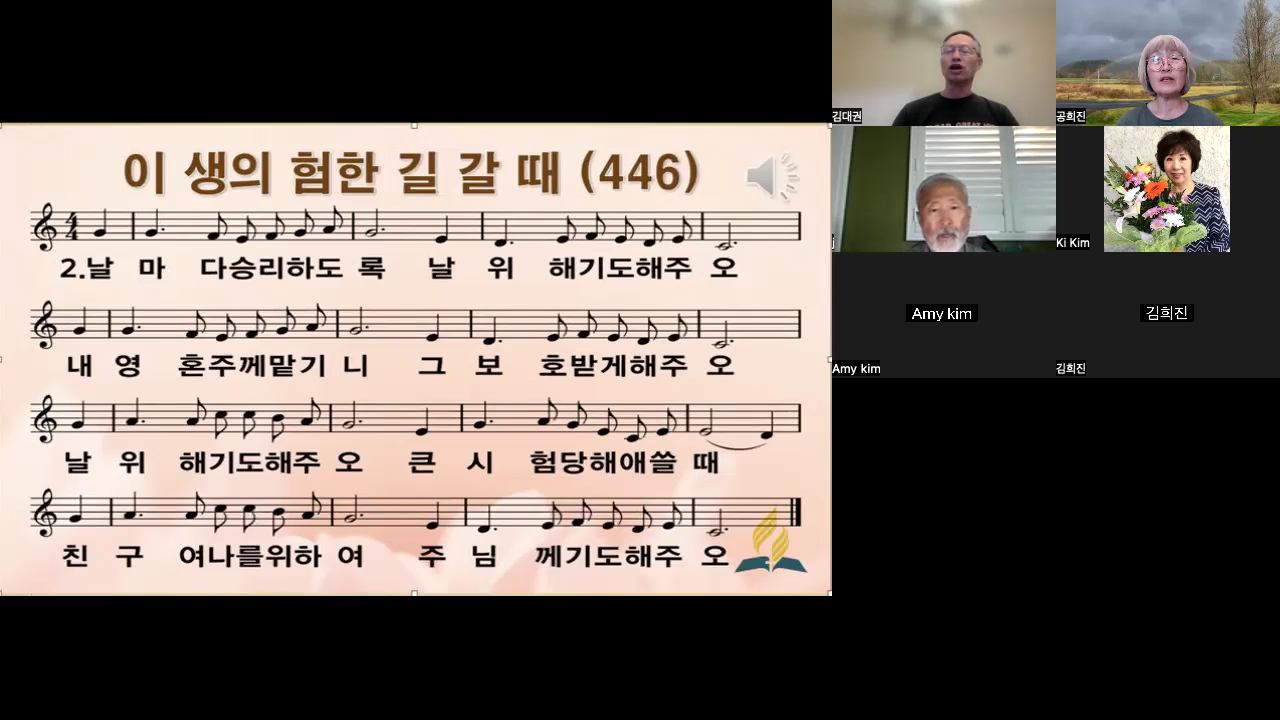 이 생의 험한 길 갈 때 (446)
2.날 마 다승리하도 록 날 위 해기도해주 오
내 영 혼주께맡기 니 그 보 호받게해주 오
날 위 해기도해주 오 큰 시 험당해애쓸 때
친 구 여나를위하 여 주 님 께기도해주 오
김대권
공희진
j
Ki Kim
Amy kim
김희진
Amy kim
김희진